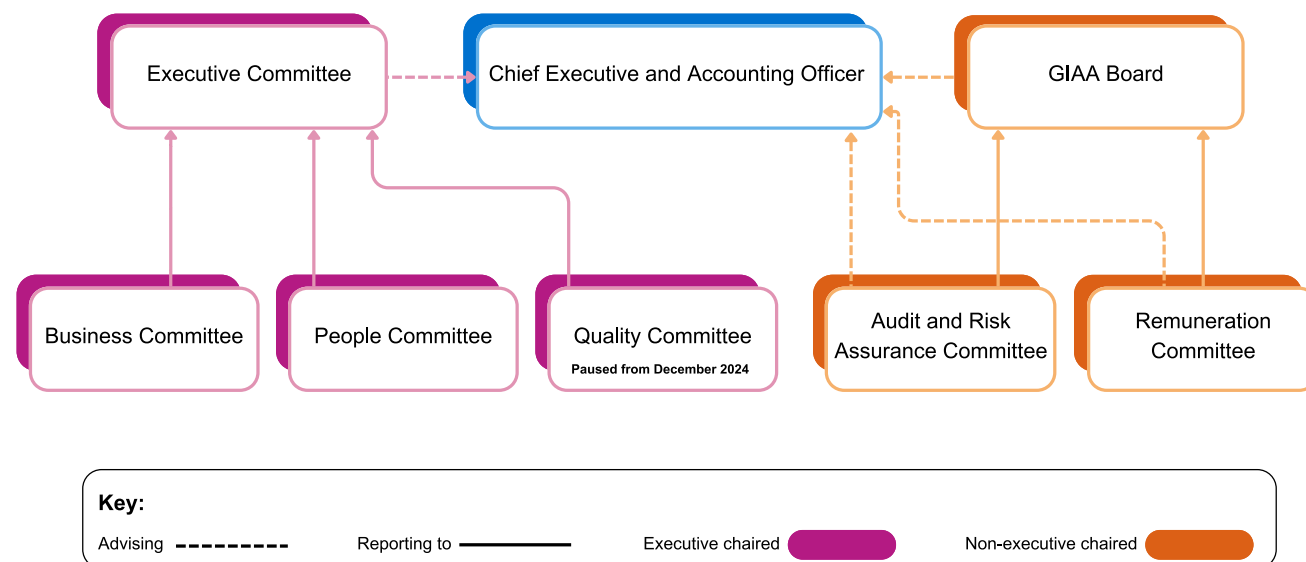 Executive Committee
Chief Executive and Accounting Officer
GIAA Board
Business Committee
People Committee
Quality Committee
Paused from December 2024
Audit and Risk
Assurance Committee
Remuneration
Committee
Key:
Advising
Reporting to
Executive chaired
Non-executive chaired